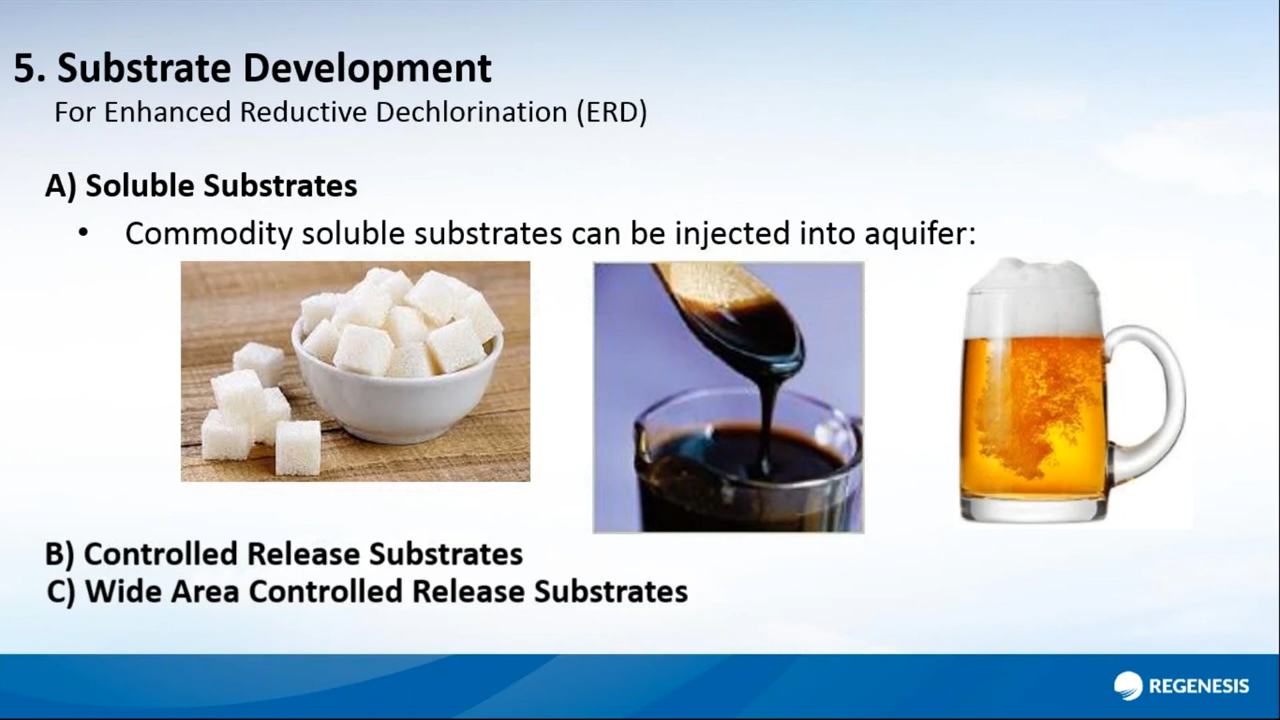 5. Substrate Development
For Enhanced Reductive Dechlorination (ERD)
A) Soluble Substrates
• Commodity soluble substrates can be injected into aquifer:
B) Controlled Release Substrates
C) Wide Area Controlled Release Substrates
REGENESIS